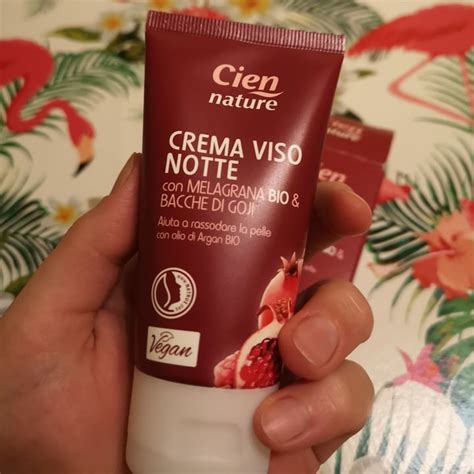 Cien
nature
CREMA VISO
NOTTE
con MELAGRANA BIO &
BACCHE DI GOJI
Aiuta a rassodare la pelle
con olio di Argan BIO
Vegan
nature